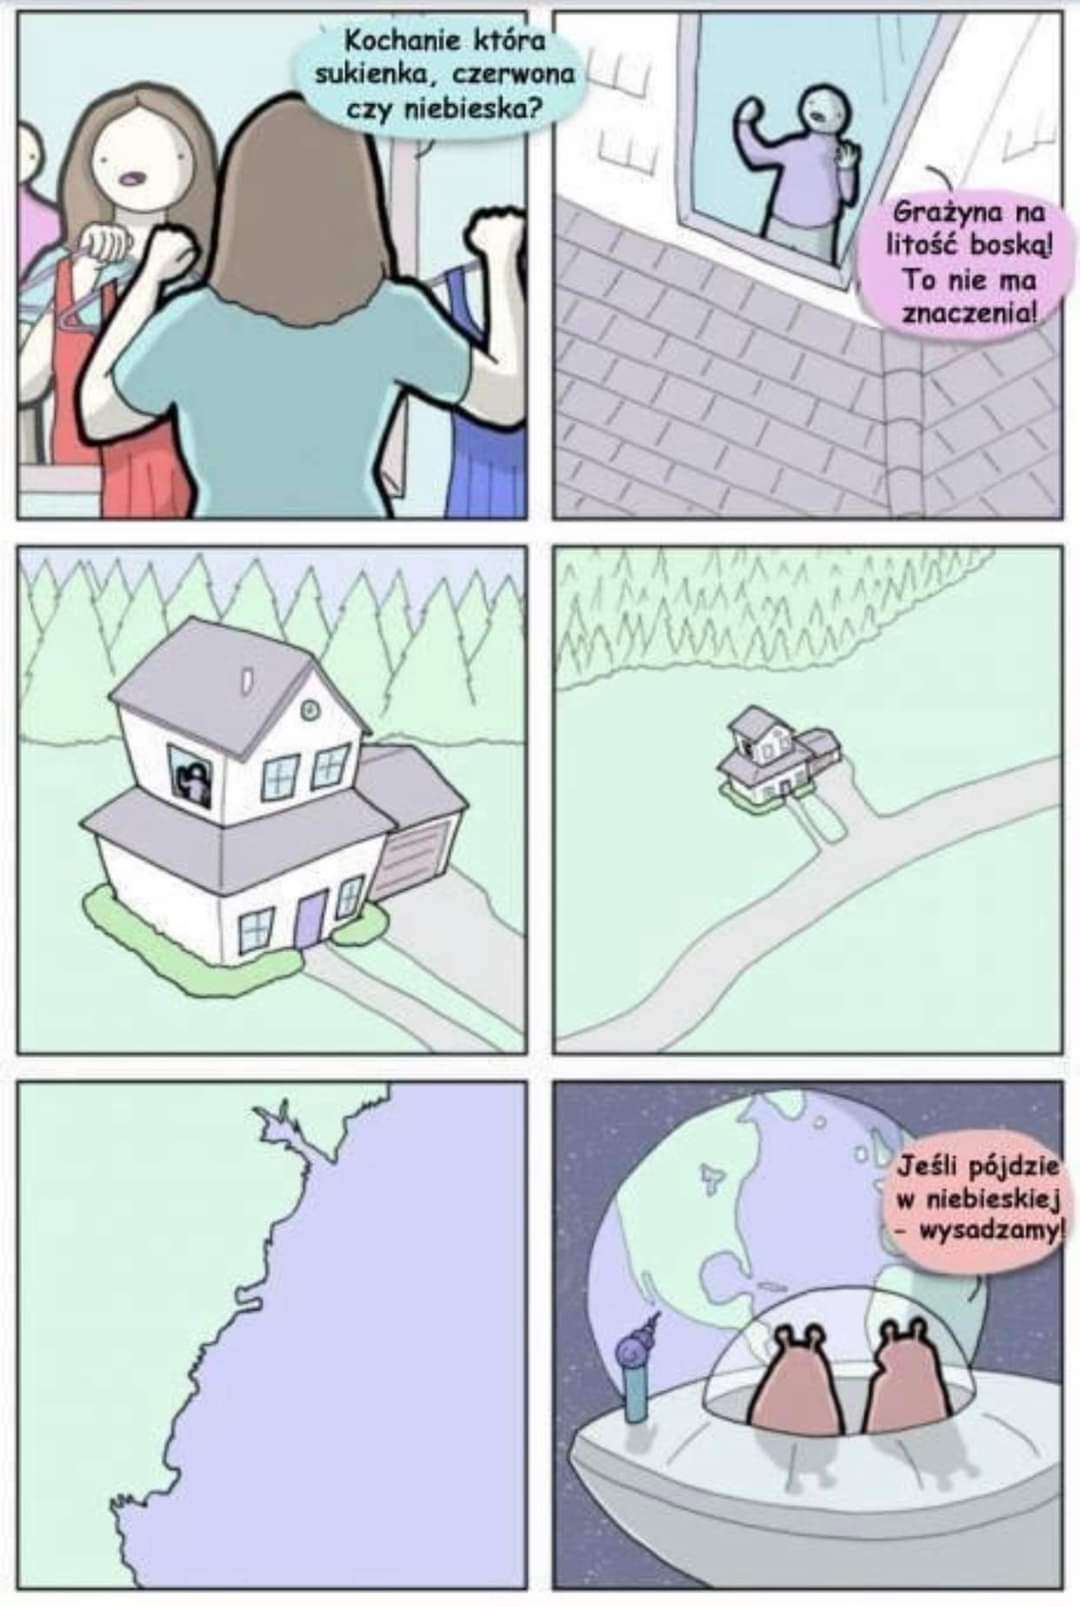 Kochanie która
sukienka, czerwona
czy niebieska?
Grażyna na
litość boską!
To nie ma
znaczenia!
Jeśli pójdzie
w niebieskiej
- wysadzamy!